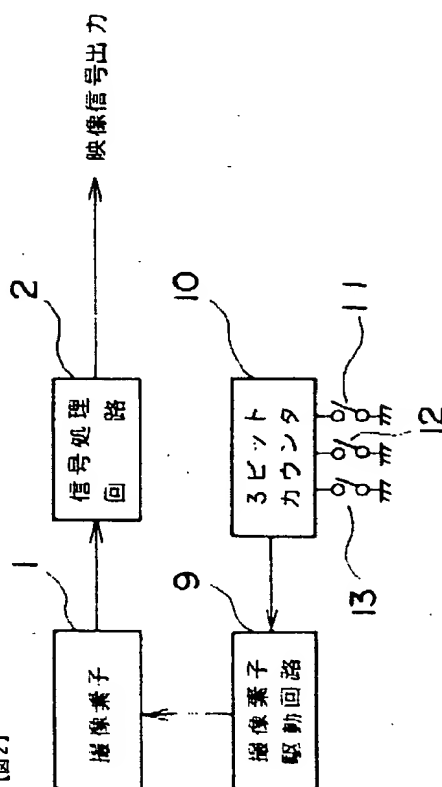 【図2】
1
撮像素子
2
信号処理
回路
映像信号出力
9
撮像素子
駆動回路
10
3ビット
カウンタ
11
12
13